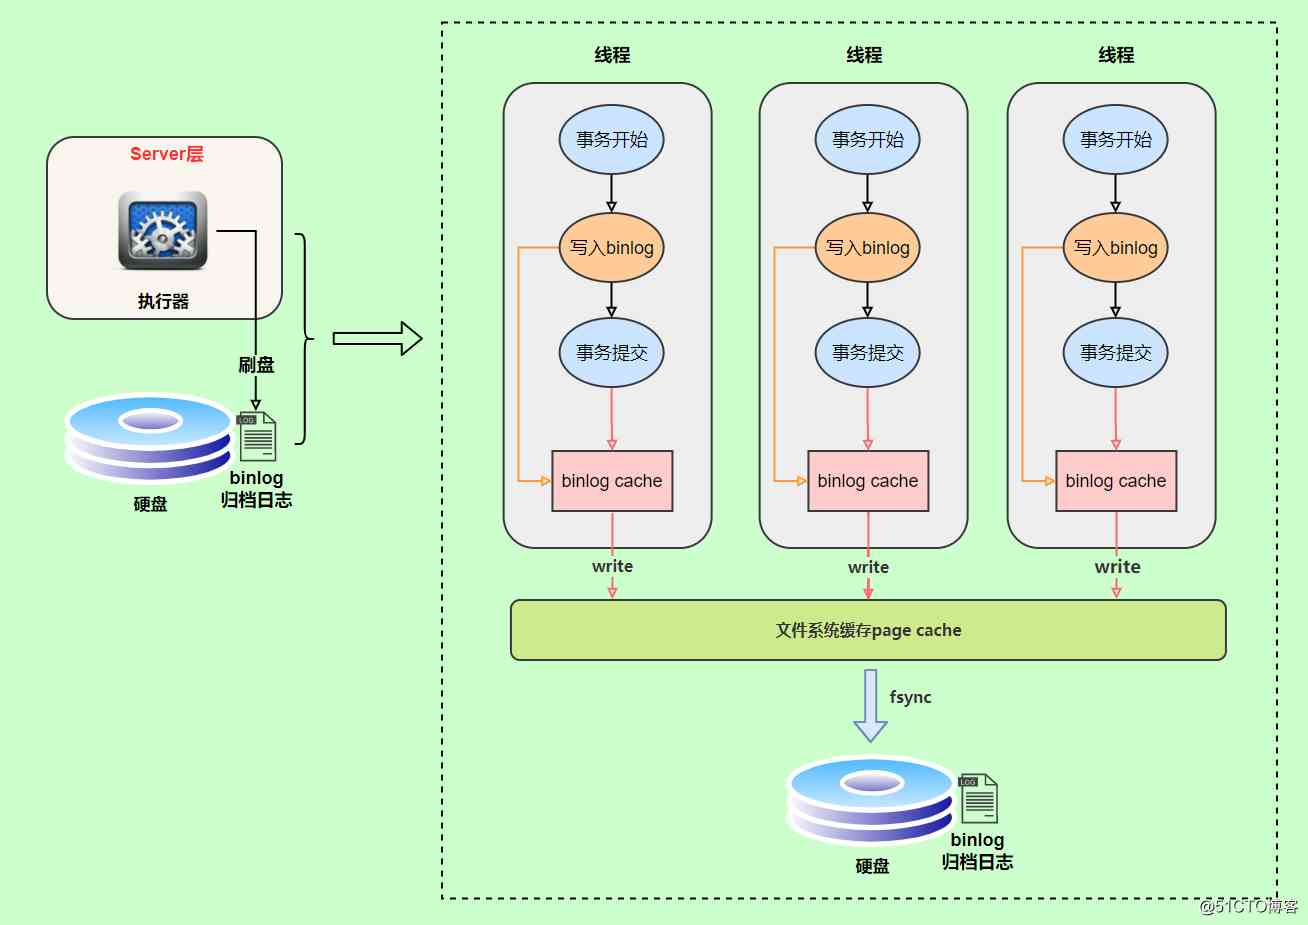 Server层
执行器
刷盘
LOG
binlog
归档日志
硬盘
线程
事务开始
写入binlog
事务提交
binlog cache
write
线程
事务开始
写入binlog
事务提交
binlog cache
write
线程
事务开始
写入binlog
事务提交
binlog cache
write
文件系统缓存page cache
fsync
LOG
binlog
归档日志
硬盘
@51CTO博客